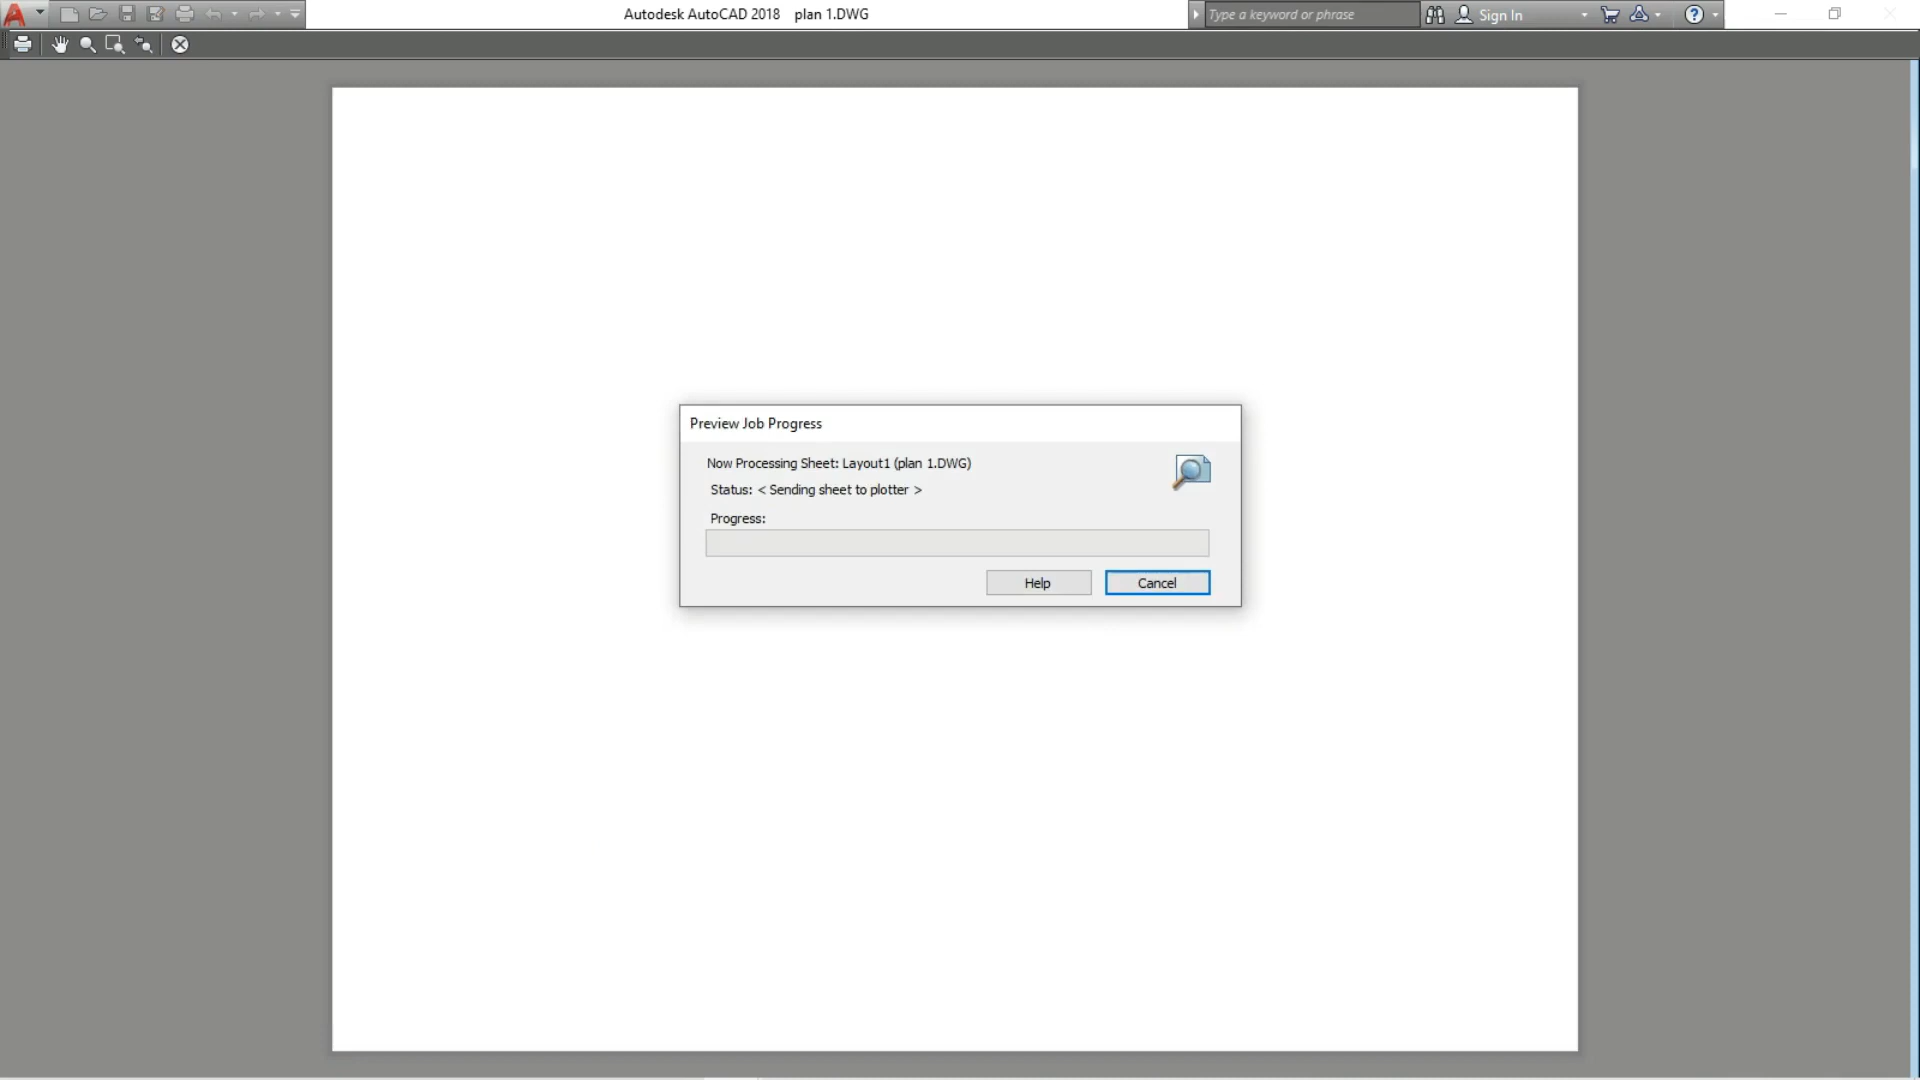 Autodesk AutoCAD 2018 plan 1.DWG
Type a keyword or phrase
Sign In
Preview Job Progress
Now Processing Sheet: Layout1 (plan 1.DWG)
Status: < Sending sheet to plotter >
Progress:
Help
Cancel